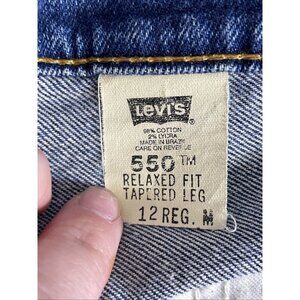 Levi's
98% COTTON
2% LYCRA
MADE IN BRAZIL
CARE ON REVERSE
550™
RELAXED FIT
TAPERED LEG
12 REG. M